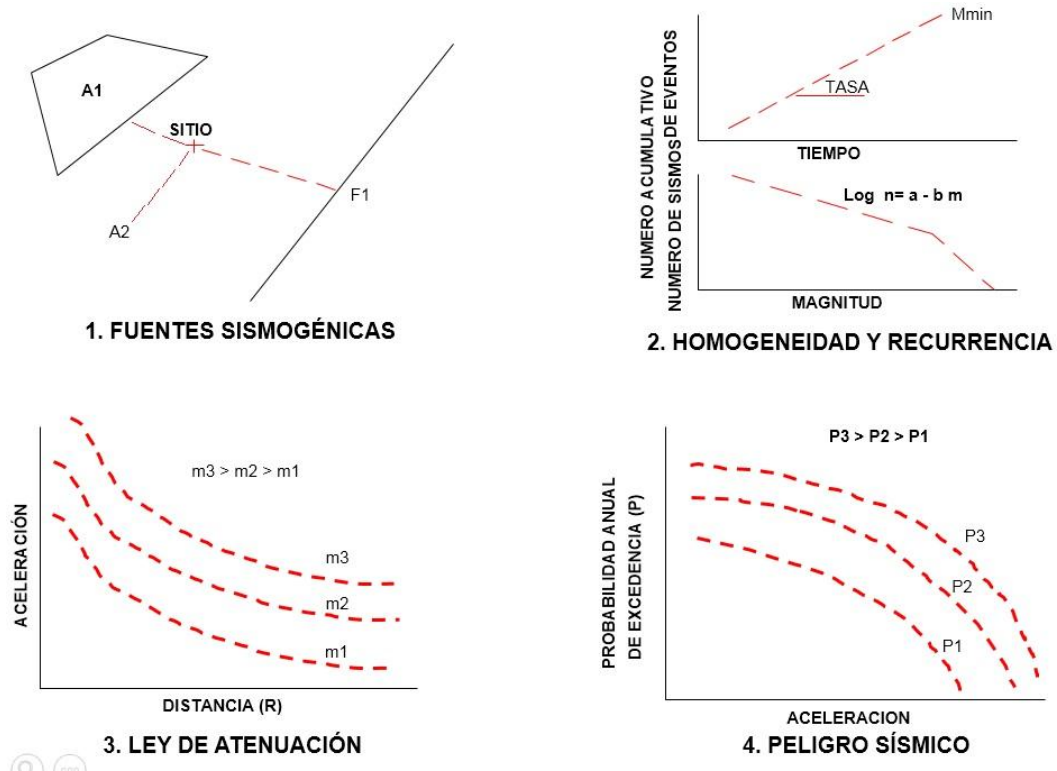 A1
SITIO
F1
A2
1. FUENTES SISMOGÉNICAS
NUMERO ACUMULATIVO
DE EVENTOS
Mmin
TASA
TIEMPO
NUMERO DE SISMOS
Log n= a - b m
MAGNITUD
2. HOMOGENEIDAD Y RECURRENCIA
ACELERACIÓN
m3 > m2 > m1
m3
m2
m1
DISTANCIA (R)
3. LEY DE ATENUACIÓN
PROBABILIDAD ANUAL
DE EXCEDENCIA (P)
P3 > P2 > P1
P3
P2
P1
ACELERACION
4. PELIGRO SÍSMICO